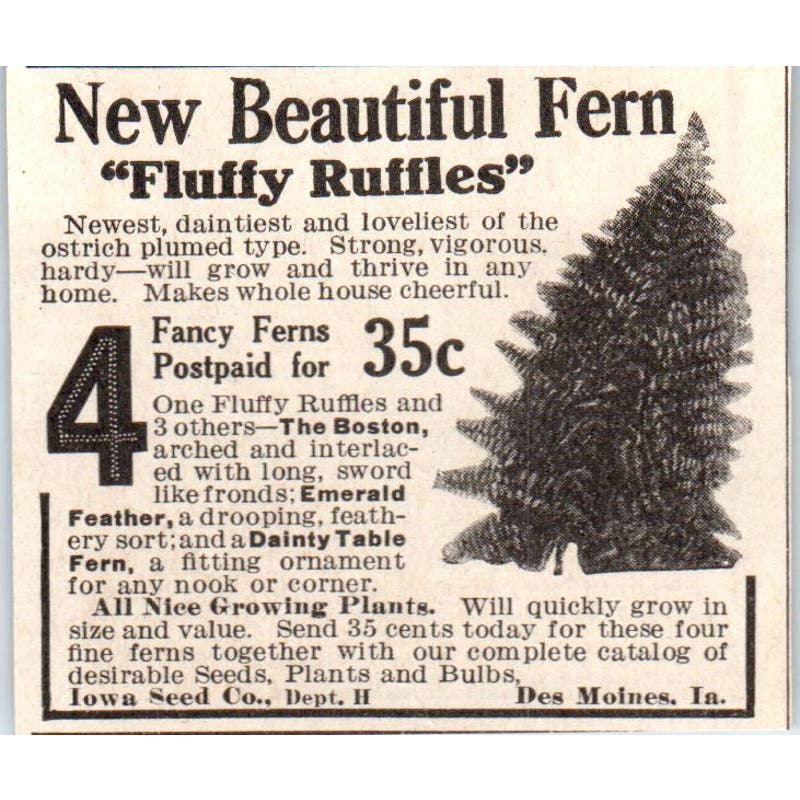 New Beautiful Fern
“Fluffy Ruffles”
Newest, daintiest and loveliest of the
ostrich plumed type. Strong, vigorous,
hardy—will grow and thrive in any
home. Makes whole house cheerful.
4 Fancy Ferns
Postpaid for 35c
One Fluffy Ruffles and
3 others—The Boston,
arched and interlac-
ed with long, sword
like fronds; Emerald
Feather, a drooping, feath-
ery sort; and a Dainty Table
Fern, a fitting ornament
for any nook or corner.
All Nice Growing Plants. Will quickly grow in
size and value. Send 35 cents today for these four
fine ferns together with our complete catalog of
desirable Seeds, Plants and Bulbs,
Iowa Seed Co., Dept. H Des Moines, Ia.